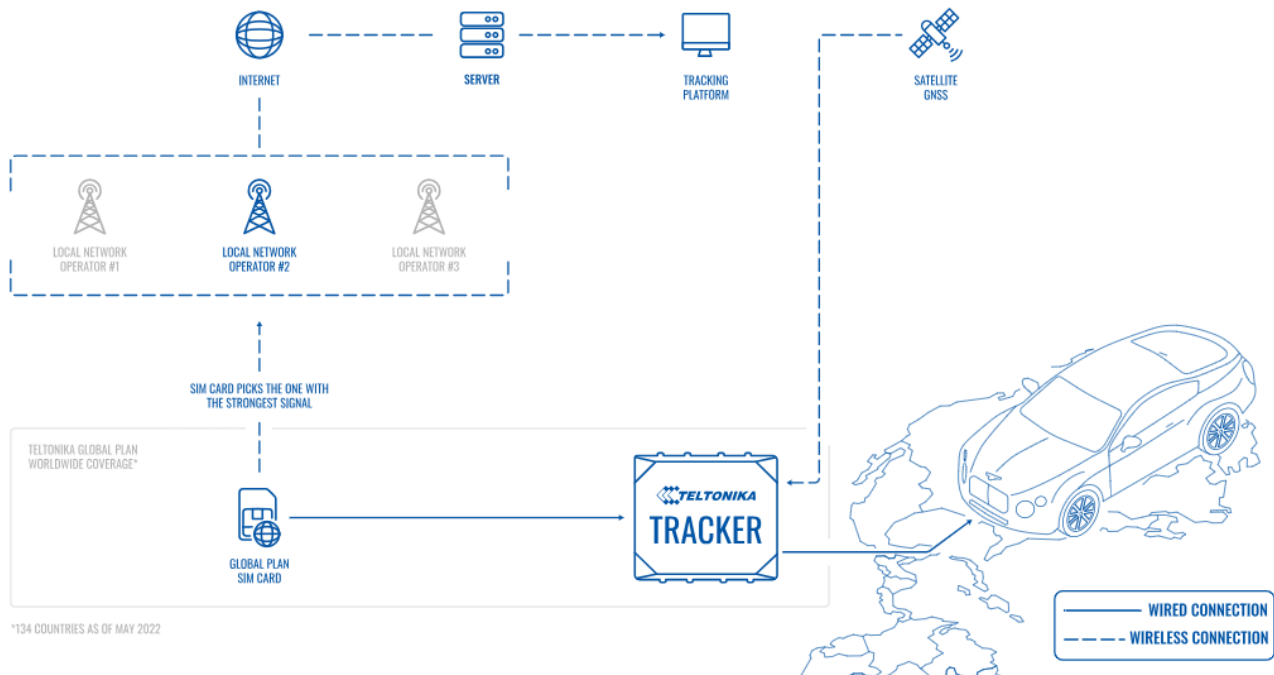 INTERNET
SERVER
TRACKING
PLATFORM
SATELLITE
GNSS
LOCAL NETWORK
OPERATOR #1
LOCAL NETWORK
OPERATOR #2
LOCAL NETWORK
OPERATOR #3
SIM CARD PICKS THE ONE WITH
THE STRONGEST SIGNAL
TELTONIKA GLOBAL PLAN
WORLDWIDE COVERAGE*
TELTONIKA
TRACKER
GLOBAL PLAN
SIM CARD
WIRED CONNECTION
WIRELESS CONNECTION
*134 COUNTRIES AS OF MAY 2022